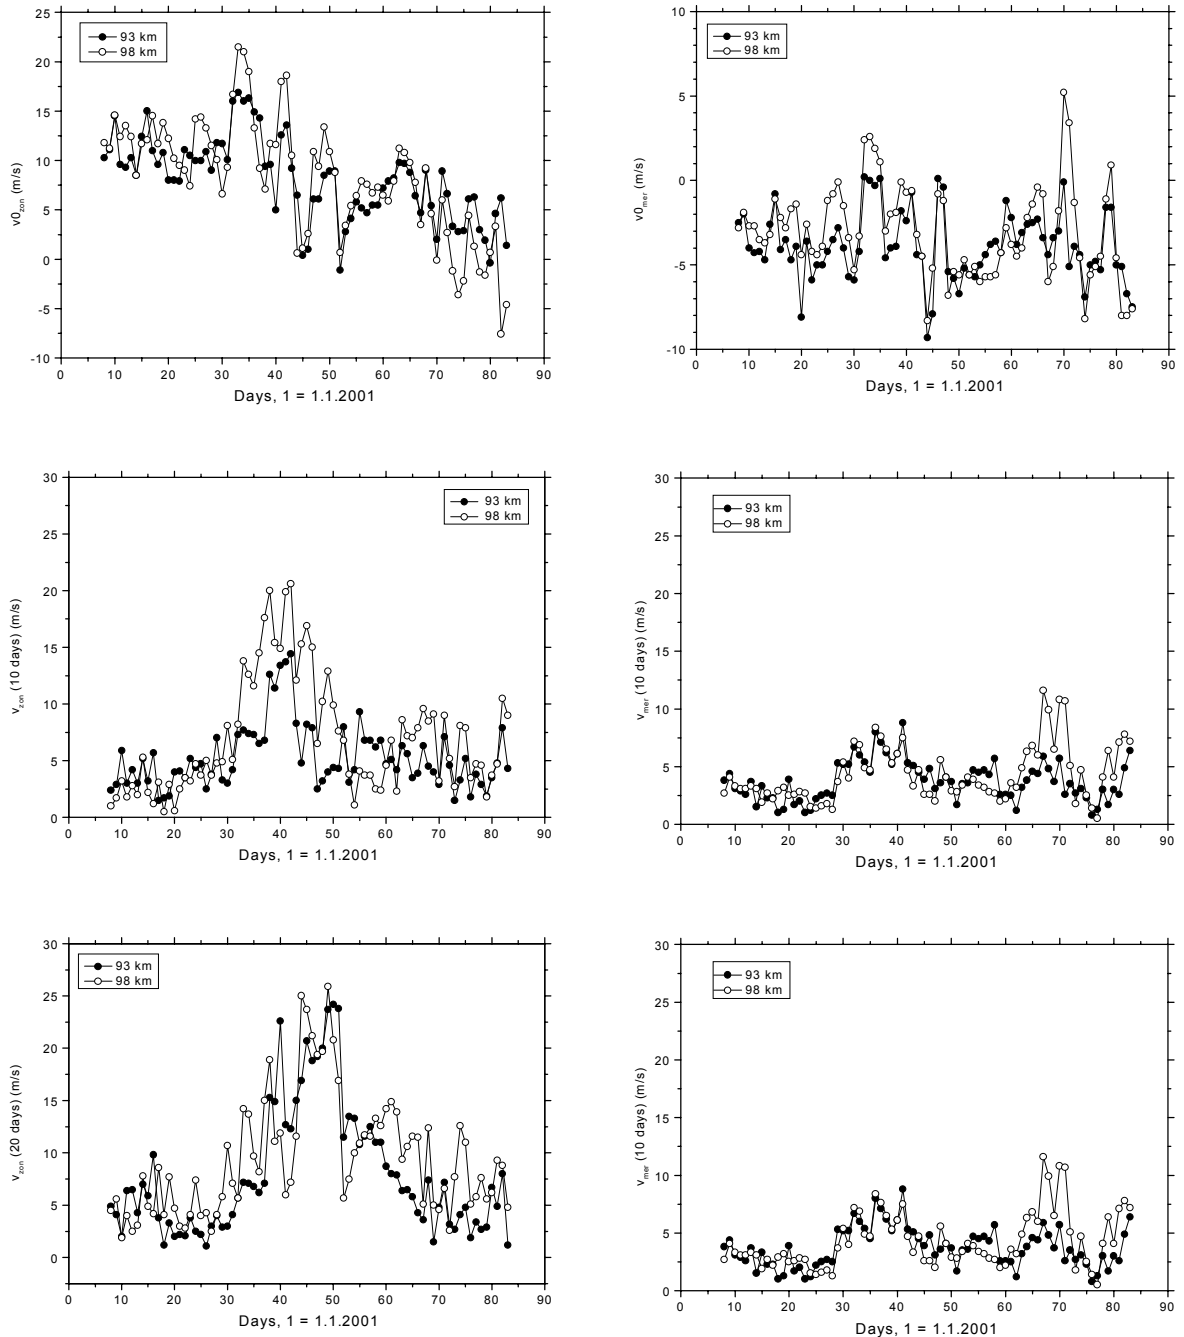 93 km
98 km
v0zon (m/s)
25
20
15
10
5
0
-5
-10
0 10 20 30 40 50 60 70 80 90
Days, 1 = 1.1.2001
93 km
98 km
v0mer (m/s)
10
5
0
-5
-10
0 10 20 30 40 50 60 70 80 90
Days, 1 = 1.1.2001
93 km
98 km
vzon (10 days) (m/s)
30
25
20
15
10
5
0
0 10 20 30 40 50 60 70 80 90
Days, 1 = 1.1.2001
93 km
98 km
vmer (10 days) (m/s)
30
25
20
15
10
5
0
0 10 20 30 40 50 60 70 80 90
Days, 1 = 1.1.2001
93 km
98 km
vzon (20 days) (m/s)
30
25
20
15
10
5
0
0 10 20 30 40 50 60 70 80 90
Days, 1 = 1.1.2001
93 km
98 km
vmer (10 days) (m/s)
30
25
20
15
10
5
0
0 10 20 30 40 50 60 70 80 90
Days, 1 = 1.1.2001